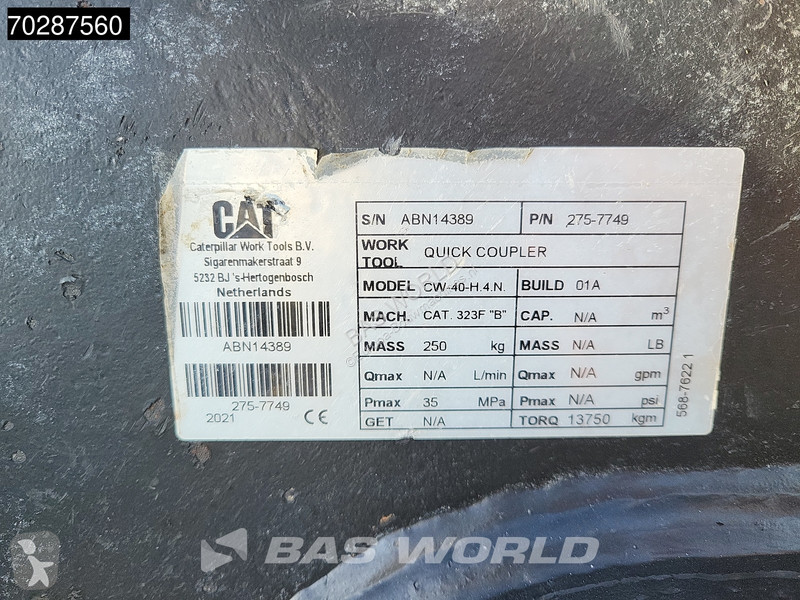 70287560
CAT
Caterpillar Work Tools B.V.
Sigarenmakerstraat 9
5232 BJ 's-Hertogenbosch
Netherlands
ABN14389
275-7749
2021 CE
S/N ABN14389 P/N 275-7749
WORK TOOL QUICK COUPLER
MODEL CW-40-H.4.N. BUILD 01A
MACH. CAT. 323F "B" CAP. N/A m³
MASS 250 kg MASS N/A LB
Qmax N/A L/min Qmax N/A gpm
Pmax 35 MPa Pmax N/A psi
GET N/A TORQ 13750 kgm
568-7622 1
BAS WORLD
BAS WORLD